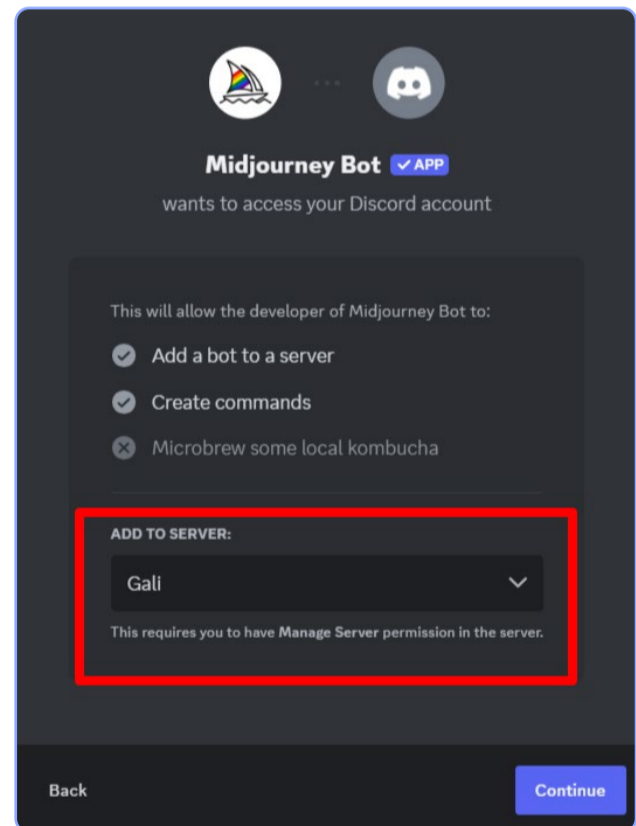 Midjourney Bot ✓ APP
wants to access your Discord account
This will allow the developer of Midjourney Bot to:
Add a bot to a server
Create commands
Microbrew some local kombucha
ADD TO SERVER:
Gali
This requires you to have Manage Server permission in the server.
Back
Continue